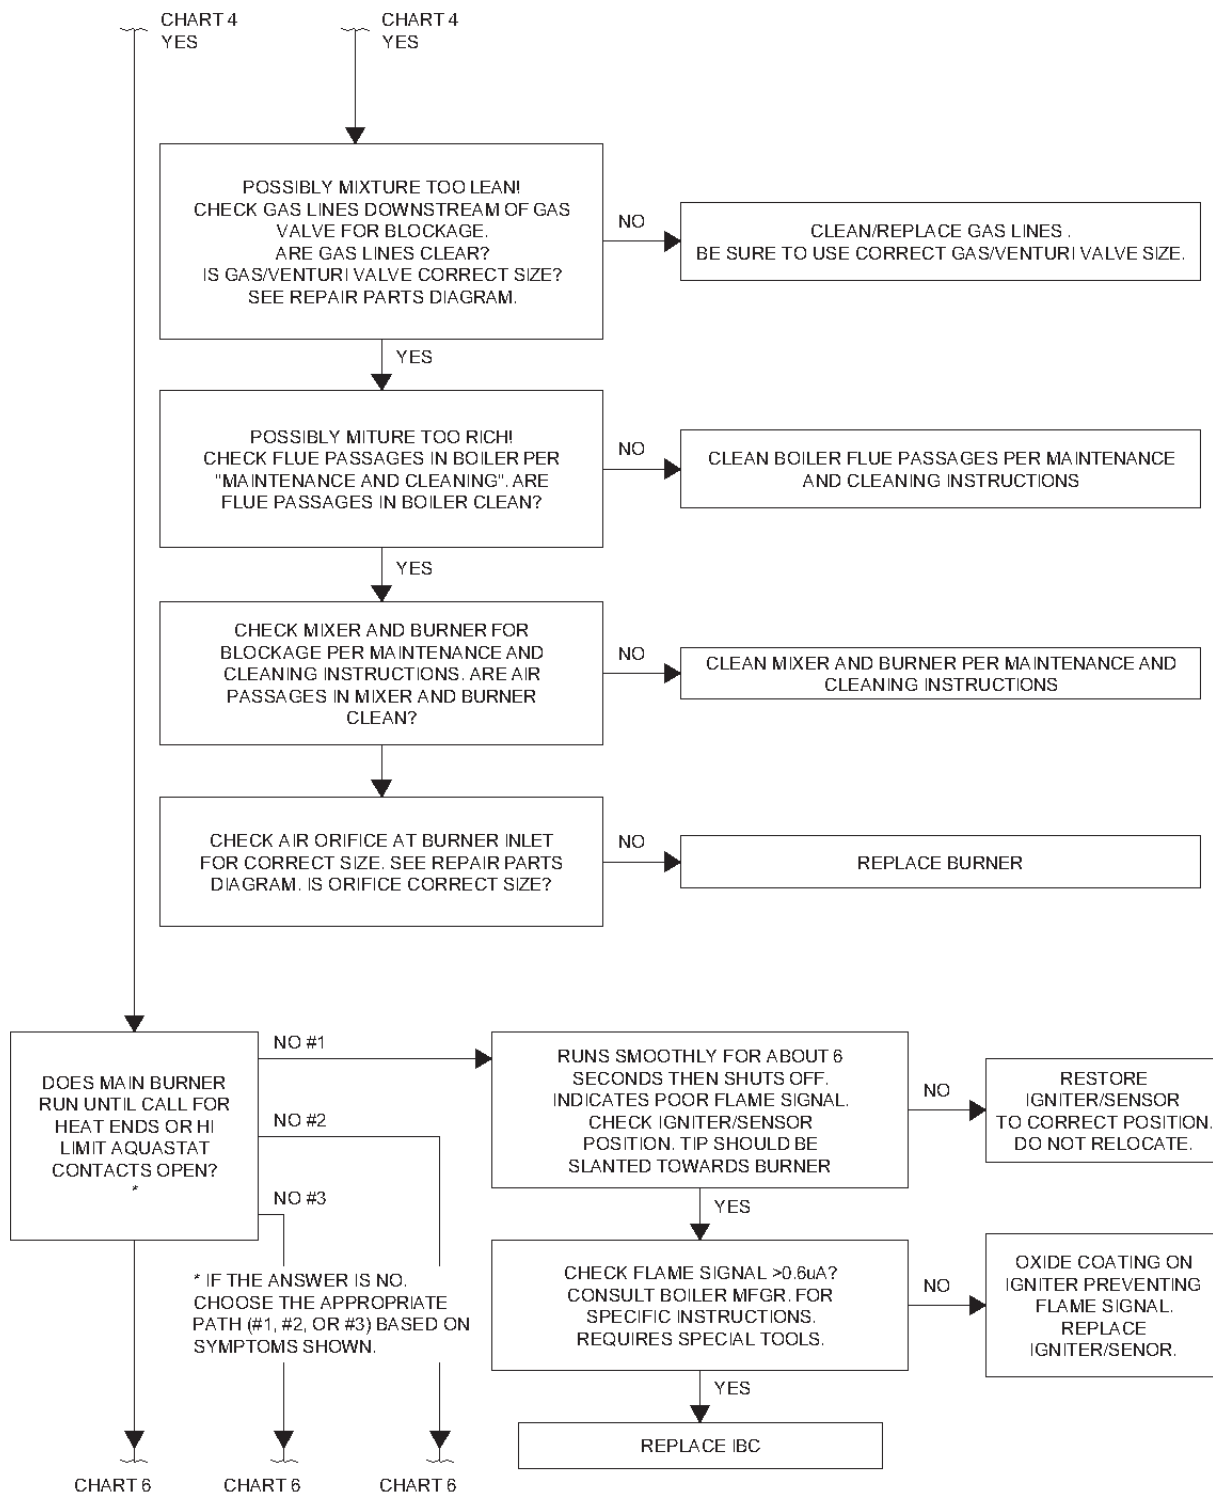 CHART 4
YES
CHART 4
YES
POSSIBLY MIXTURE TOO LEAN!
CHECK GAS LINES DOWNSTREAM OF GAS
VALVE FOR BLOCKAGE.
ARE GAS LINES CLEAR?
IS GAS/VENTURI VALVE CORRECT SIZE?
SEE REPAIR PARTS DIAGRAM.
NO
CLEAN/REPLACE GAS LINES .
BE SURE TO USE CORRECT GAS/VENTURI VALVE SIZE.
YES
POSSIBLY MITURE TOO RICH!
CHECK FLUE PASSAGES IN BOILER PER
"MAINTENANCE AND CLEANING". ARE
FLUE PASSAGES IN BOILER CLEAN?
NO
CLEAN BOILER FLUE PASSAGES PER MAINTENANCE
AND CLEANING INSTRUCTIONS
YES
CHECK MIXER AND BURNER FOR
BLOCKAGE PER MAINTENANCE AND
CLEANING INSTRUCTIONS. ARE AIR
PASSAGES IN MIXER AND BURNER
CLEAN?
NO
CLEAN MIXER AND BURNER PER MAINTENANCE AND
CLEANING INSTRUCTIONS
CHECK AIR ORIFICE AT BURNER INLET
FOR CORRECT SIZE. SEE REPAIR PARTS
DIAGRAM. IS ORIFICE CORRECT SIZE?
NO
REPLACE BURNER
DOES MAIN BURNER
RUN UNTIL CALL FOR
HEAT ENDS OR HI
LIMIT AQUASTAT
CONTACTS OPEN?
*
NO #1
NO #2
NO #3
RUNS SMOOTHLY FOR ABOUT 6
SECONDS THEN SHUTS OFF.
INDICATES POOR FLAME SIGNAL.
CHECK IGNITER/SENSOR
POSITION. TIP SHOULD BE
SLANTED TOWARDS BURNER
NO
RESTORE
IGNITER/SENSOR
TO CORRECT POSITION.
DO NOT RELOCATE.
YES
* IF THE ANSWER IS NO.
CHOOSE THE APPROPRIATE
PATH (#1, #2, OR #3) BASED ON
SYMPTOMS SHOWN.
CHECK FLAME SIGNAL >0.6uA?
CONSULT BOILER MFGR. FOR
SPECIFIC INSTRUCTIONS.
REQUIRES SPECIAL TOOLS.
NO
OXIDE COATING ON
IGNITER PREVENTING
FLAME SIGNAL.
REPLACE
IGNITER/SENOR.
YES
REPLACE IBC
CHART 6
CHART 6
CHART 6